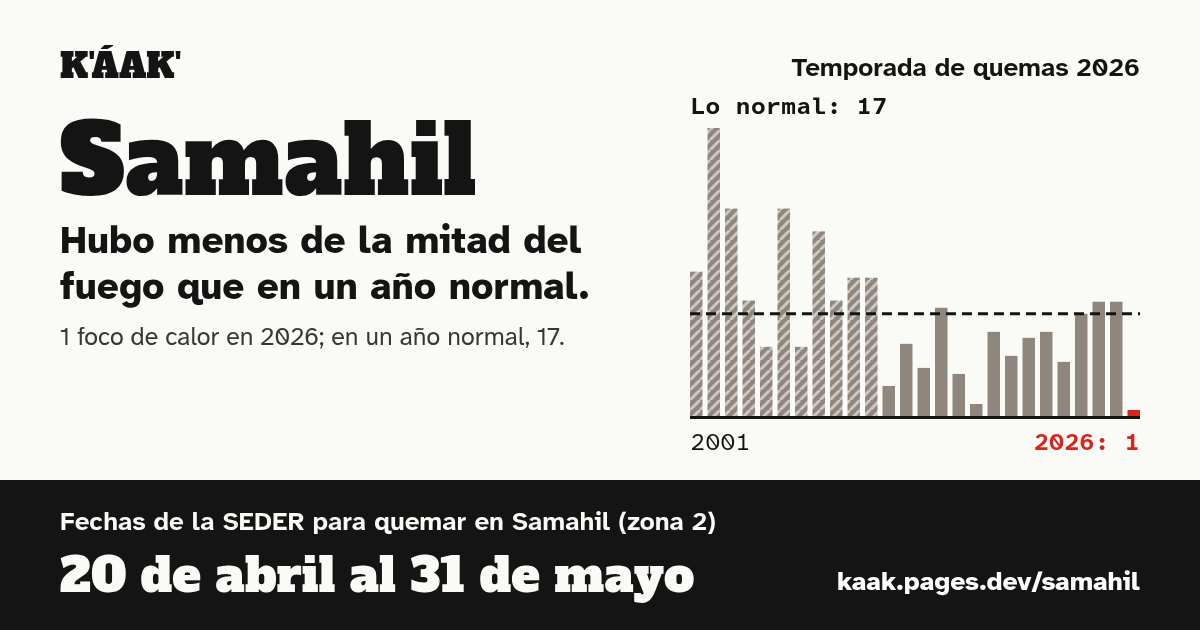 K'ÁAK'
Samahil
Hubo menos de la mitad del
fuego que en un año normal.
1 foco de calor en 2026; en un año normal, 17.
Temporada de quemas 2026
Lo normal: 17
2001
2026: 1
Fechas de la SEDER para quemar en Samahil (zona 2)
20 de abril al 31 de mayo
kaak.pages.dev/samahil